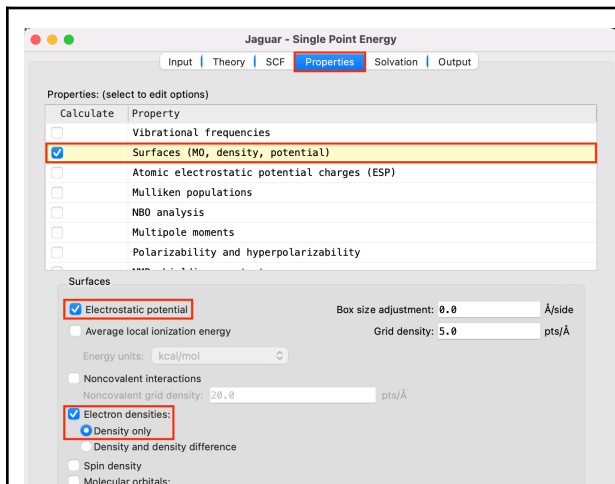 Jaguar - Single Point Energy
Input Theory SCF Properties Solvation Output
Properties: (select to edit options)
Calculate Property
Vibrational frequencies
Surfaces (MO, density, potential)
Atomic electrostatic potential charges (ESP)
Mulliken populations
NBO analysis
Multipole moments
Polarizability and hyperpolarizability
Surfaces
Electrostatic potential Box size adjustment: 0.0 Å/side
Average local ionization energy Grid density: 5.0 pts/Å
Energy units: kcal/mol
Noncovalent interactions
Noncovalent grid density: 20.0 pts/Å
Electron densities:
Density only
Density and density difference
Spin density
Molecular orbitals: